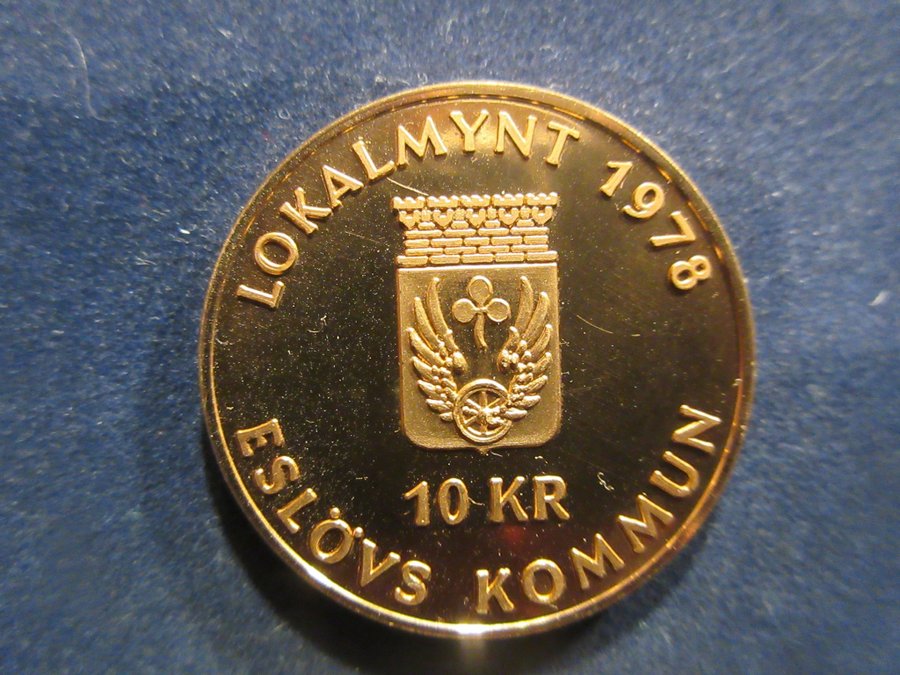 LOKALMYNT 1978
10 KR
ESLÖVS KOMMUN